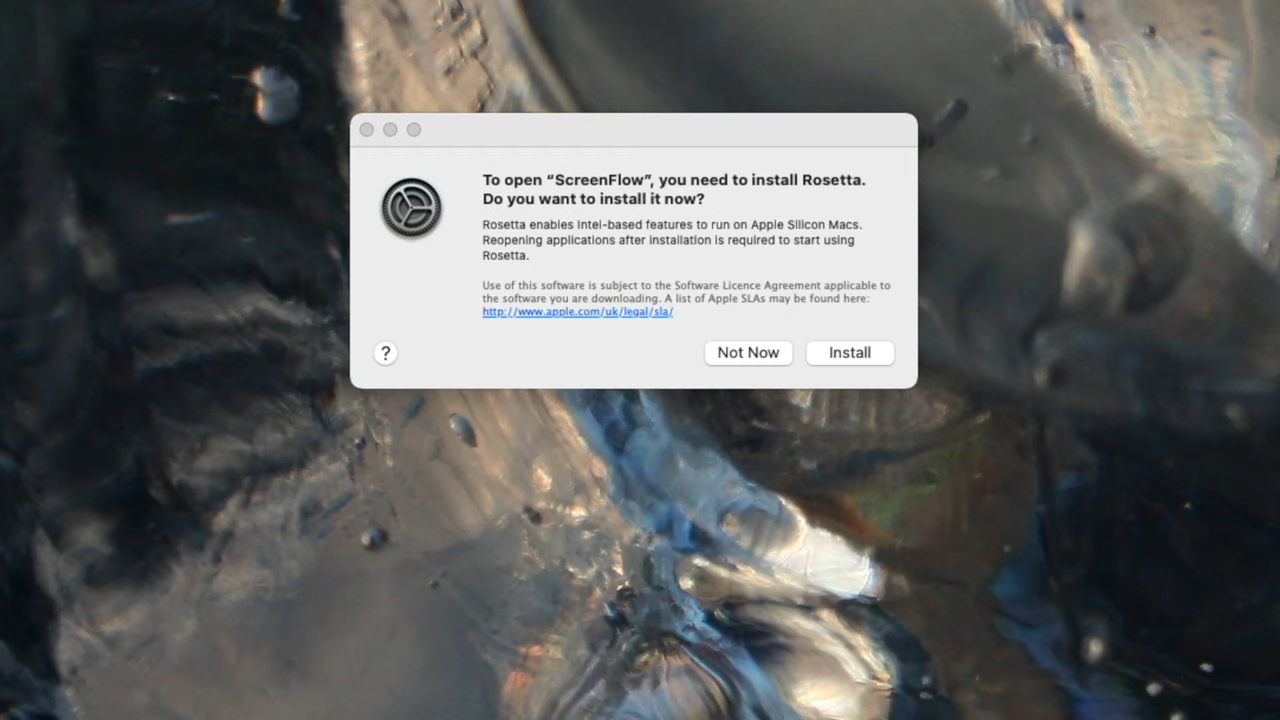 To open “ScreenFlow”, you need to install Rosetta.
Do you want to install it now?
Rosetta enables Intel-based features to run on Apple Silicon Macs.
Reopening applications after installation is required to start using
Rosetta.
Use of this software is subject to the Software Licence Agreement applicable to
the software you are downloading. A list of Apple SLAs may be found here:
http://www.apple.com/uk/legal/sla/
?
Not Now
Install